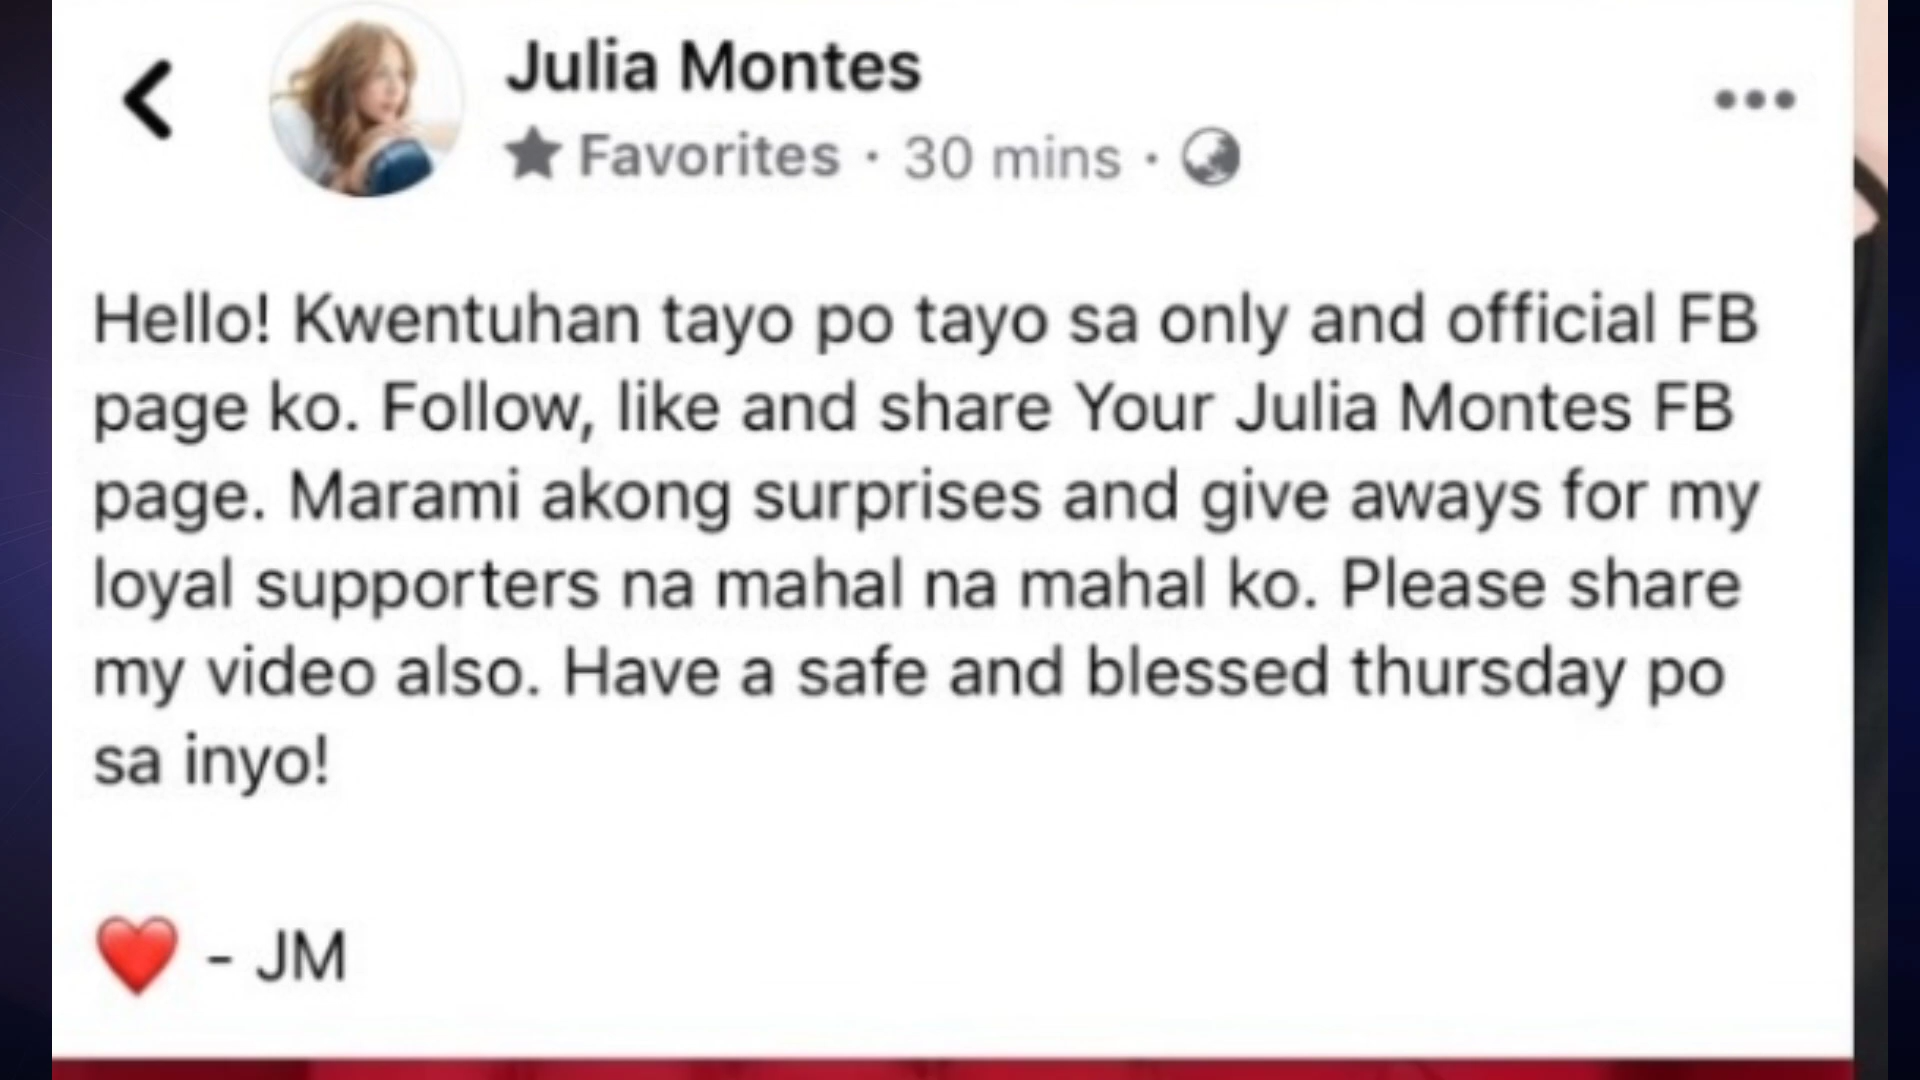 Julia Montes
Favorites · 30 mins ·
Hello! Kwentuhan tayo po tayo sa only and official FB
page ko. Follow, like and share Your Julia Montes FB
page. Marami akong surprises and give aways for my
loyal supporters na mahal na mahal ko. Please share
my video also. Have a safe and blessed thursday po
sa inyo!
❤️ - JM